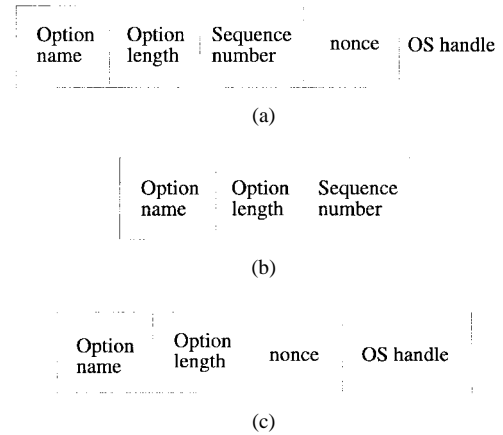 Option name
Option length
Sequence number
nonce
OS handle
(a)
Option name
Option length
Sequence number
(b)
Option name
Option length
nonce
OS handle
(c)